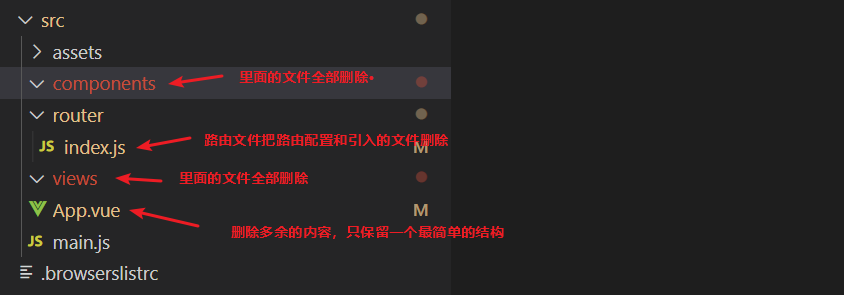 src
assets
components 里面的文件全部删除.
router
JS index.js 路由文件把路由配置和引入的文件删除 M
views 里面的文件全部删除
App.vue M
删除多余的内容，只保留一个最简单的结构
JS main.js
.browserslistrc